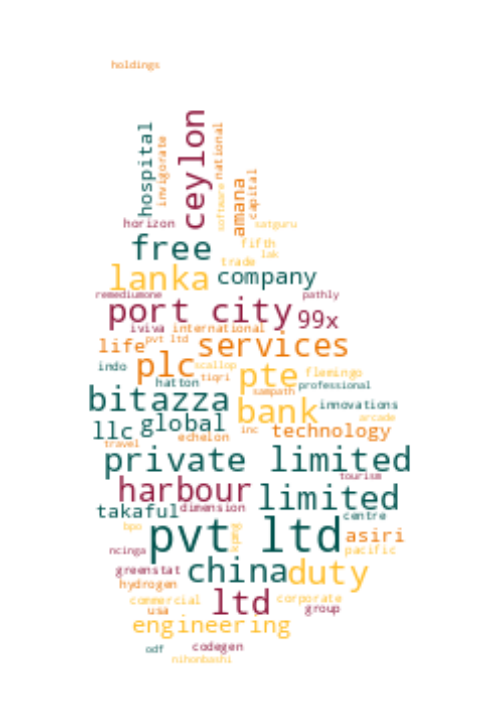 holdings
hospital
invigorate
ceylon
national
software
amana
capital
horizon
satguru
free
fifth
lak
trade
lanka
company
remediumone
pathly
port city
99x
iviva
international
life
pvt ltd
services
indo
plc
scallop
hatton
tiqri
pte
flemingo
professional
sampath
bitazza
bank
innovations
arcade
llc
global
echelon
inc
technology
travel
private limited
tourism
harbour
limited
takaful
dimension
centre
bpo
pvt ltd
asiri
pacific
ncinga
greenstat
china
duty
hydrogen
commercial
usa
ltd
corporate
group
engineering
odf
codegen
nihonbashi